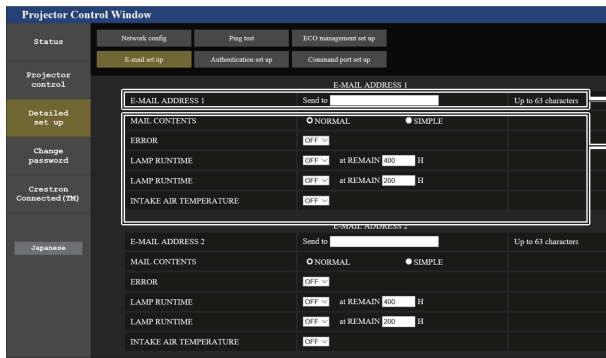 Projector Control Window
Status
Network config Ping test ECO management set up
E-mail set up Authentication set up Command port set up
Projector
control
Detailed
set up
Change
password
Crestron
Connected(TM)
Japanese
E-MAIL ADDRESS 1
E-MAIL ADDRESS 1 Send to Up to 63 characters
MAIL CONTENTS NORMAL SIMPLE
ERROR OFF
LAMP RUNTIME OFF at REMAIN 400 H
LAMP RUNTIME OFF at REMAIN 200 H
INTAKE AIR TEMPERATURE OFF
E-MAIL ADDRESS 2
E-MAIL ADDRESS 2 Send to Up to 63 characters
MAIL CONTENTS NORMAL SIMPLE
ERROR OFF
LAMP RUNTIME OFF at REMAIN 400 H
LAMP RUNTIME OFF at REMAIN 200 H
INTAKE AIR TEMPERATURE OFF